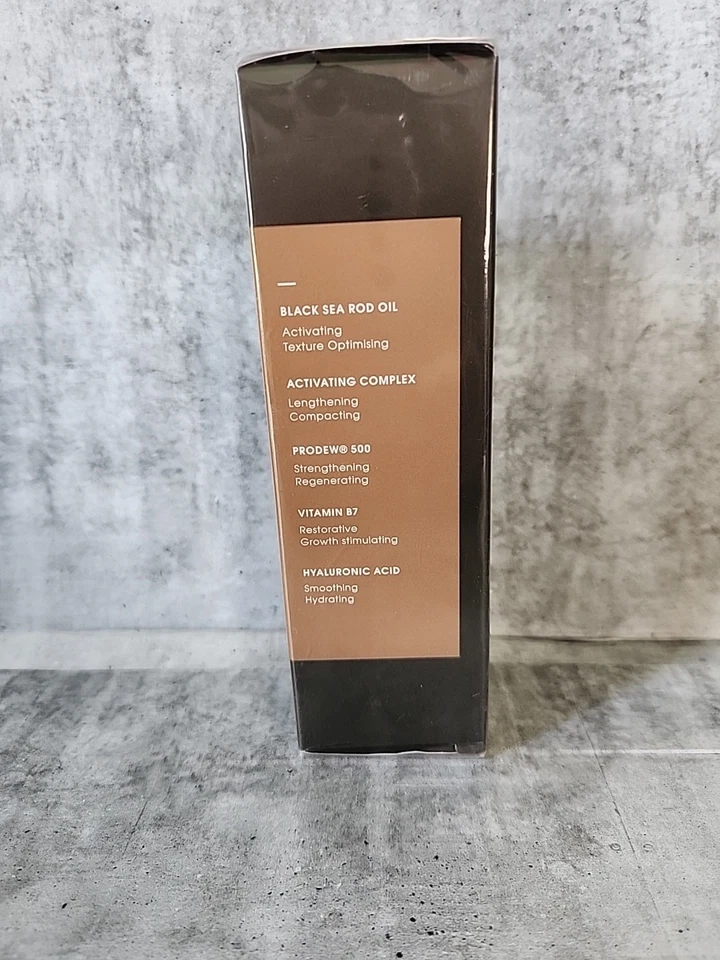 BLACK SEA ROD OIL
Activating
Texture Optimising
ACTIVATING COMPLEX
Lengthening
Compacting
PRODEW® 500
Strengthening
Regenerating
VITAMIN B7
Restorative
Growth stimulating
HYALURONIC ACID
Smoothing
Hydrating